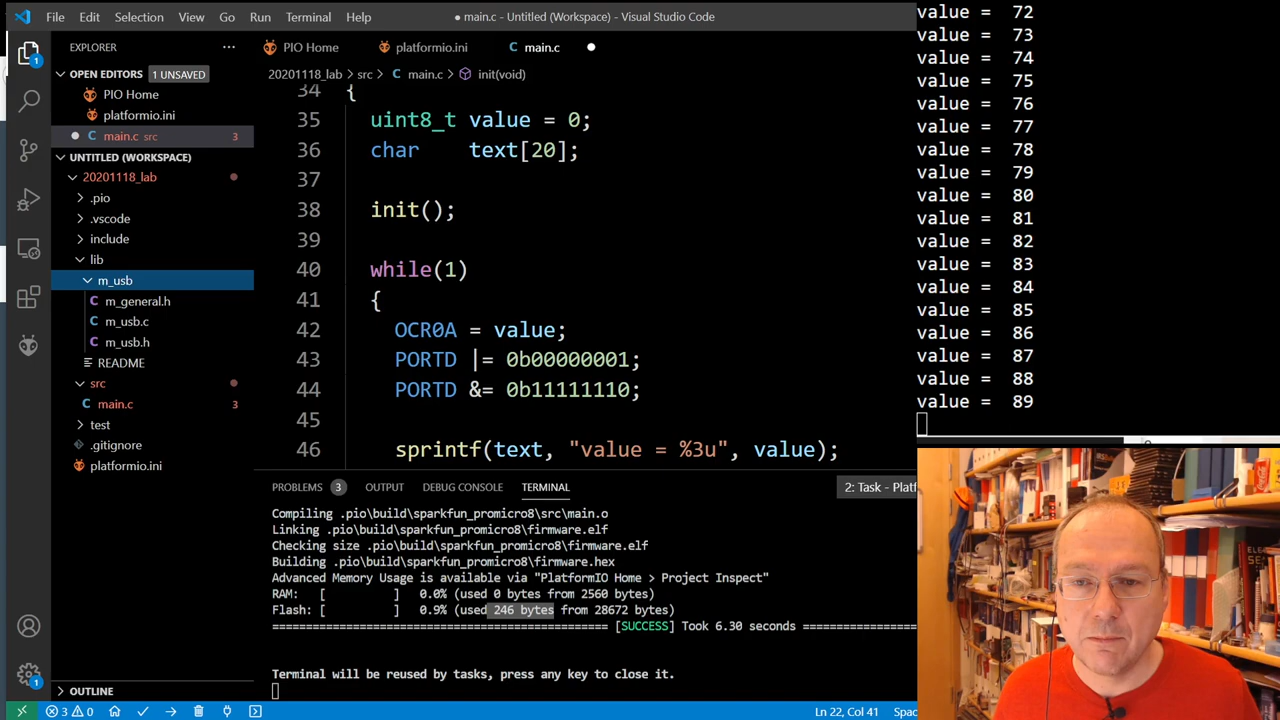 File Edit Selection View Go Run Terminal Help
● main.c - Untitled (Workspace) - Visual Studio Code
EXPLORER ···
OPEN EDITORS 1 UNSAVED
PIO Home
platformio.ini
● main.c src 3
UNTITLED (WORKSPACE)
20201118_lab
.pio
.vscode
include
lib
m_usb
m_general.h
m_usb.c
m_usb.h
README
src
main.c 3
test
.gitignore
platformio.ini
OUTLINE
1
1
PIO Home platformio.ini main.c ●
20201118_lab > src > main.c > init(void)
34 {
35 uint8_t value = 0;
36 char text[20];
37
38 init();
39
40 while(1)
41 {
42 OCR0A = value;
43 PORTD |= 0b00000001;
44 PORTD &= 0b11111110;
45
46 sprintf(text, "value = %3u", value);
PROBLEMS 3 OUTPUT DEBUG CONSOLE TERMINAL 2: Task - Platf
Compiling .pio\build\sparkfun_promicro8\src\main.o
Linking .pio\build\sparkfun_promicro8\firmware.elf
Checking size .pio\build\sparkfun_promicro8\firmware.elf
Building .pio\build\sparkfun_promicro8\firmware.hex
Advanced Memory Usage is available via "PlatformIO Home > Project Inspect"
RAM: [ ] 0.0% (used 0 bytes from 2560 bytes)
Flash: [ ] 0.9% (used 246 bytes from 28672 bytes)
================================================ [SUCCESS] Took 6.30 seconds ================
Terminal will be reused by tasks, press any key to close it.
3 0
Ln 22, Col 41 Spac
value = 72
value = 73
value = 74
value = 75
value = 76
value = 77
value = 78
value = 79
value = 80
value = 81
value = 82
value = 83
value = 84
value = 85
value = 86
value = 87
value = 88
value = 89